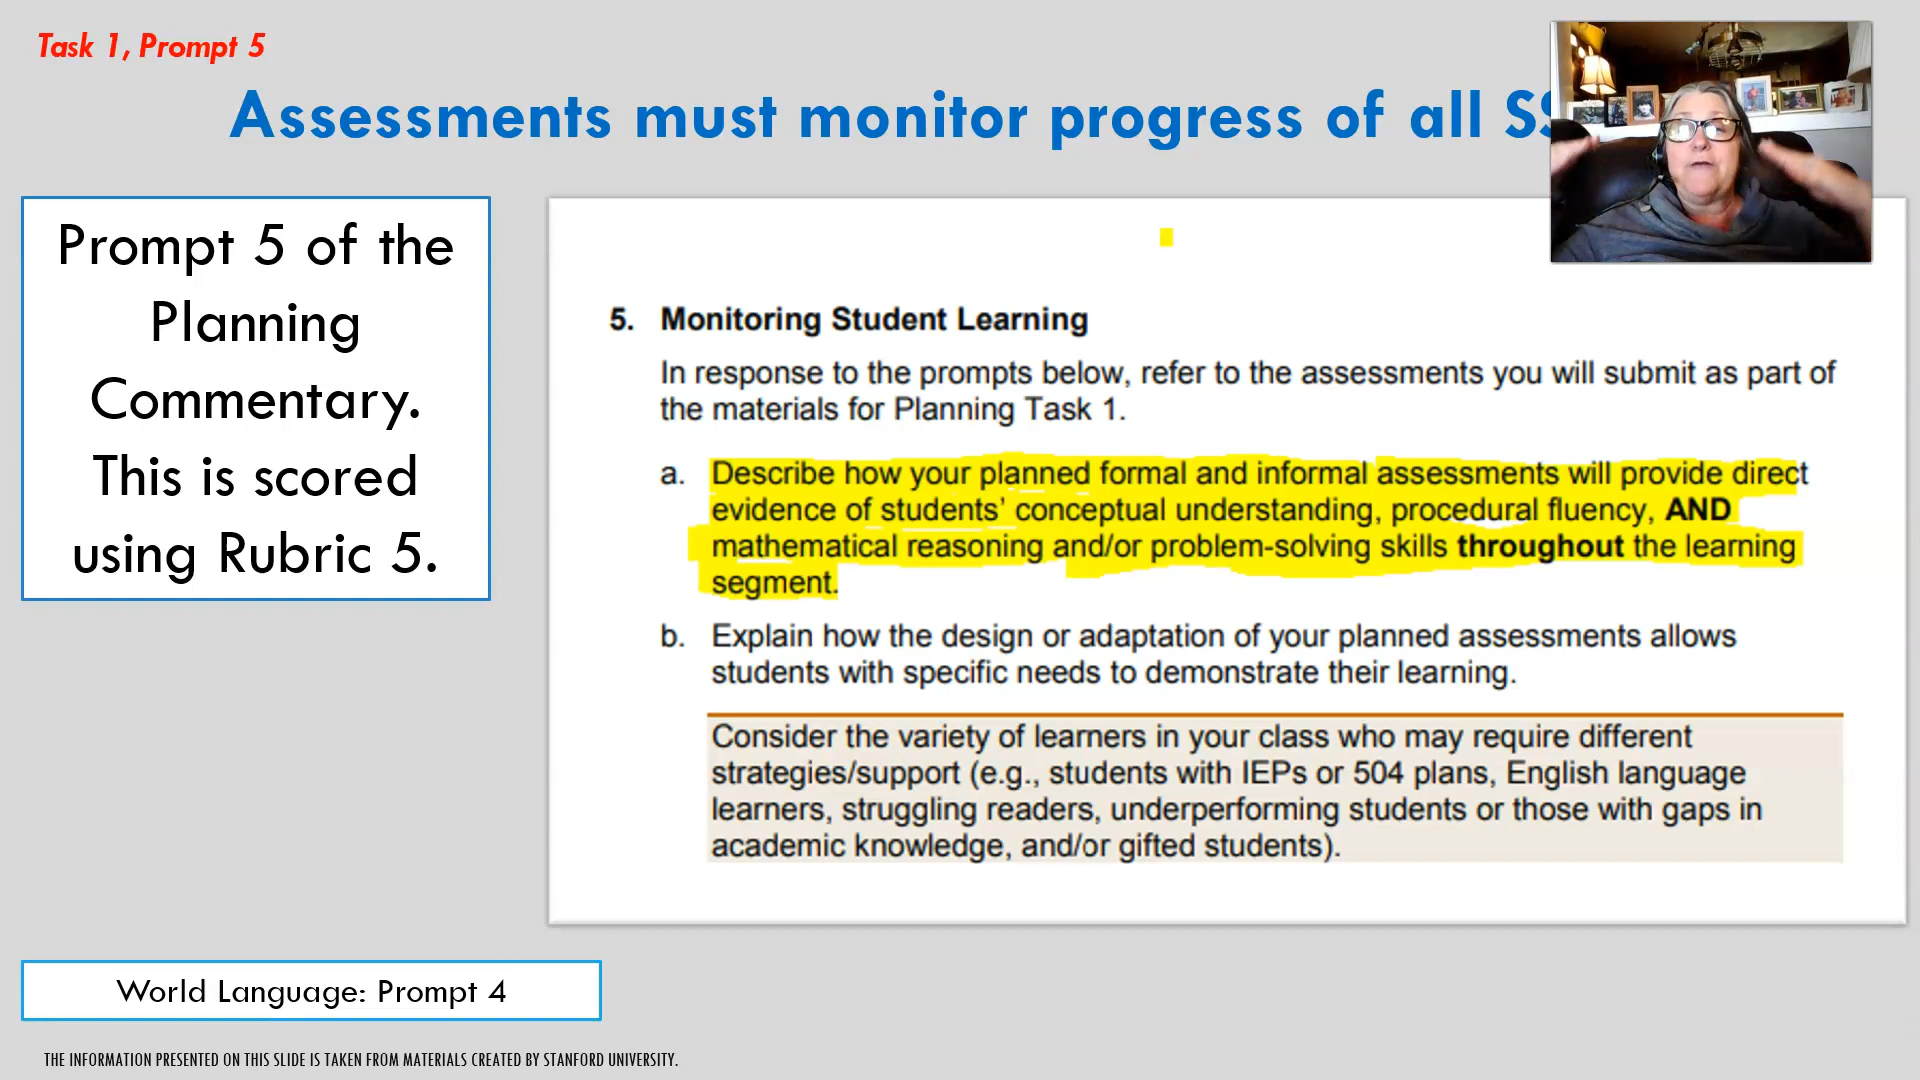 Task 1, Prompt 5
Assessments must monitor progress of all
Prompt 5 of the
Planning
Commentary.
This is scored
using Rubric 5.
5. Monitoring Student Learning
In response to the prompts below, refer to the assessments you will submit as part of
the materials for Planning Task 1.
a. Describe how your planned formal and informal assessments will provide direct
evidence of students' conceptual understanding, procedural fluency, AND
mathematical reasoning and/or problem-solving skills throughout the learning
segment.
b. Explain how the design or adaptation of your planned assessments allows
students with specific needs to demonstrate their learning.
Consider the variety of learners in your class who may require different
strategies/support (e.g., students with IEPs or 504 plans, English language
learners, struggling readers, underperforming students or those with gaps in
academic knowledge, and/or gifted students).
World Language: Prompt 4
THE INFORMATION PRESENTED ON THIS SLIDE IS TAKEN FROM MATERIALS CREATED BY STANFORD UNIVERSITY.